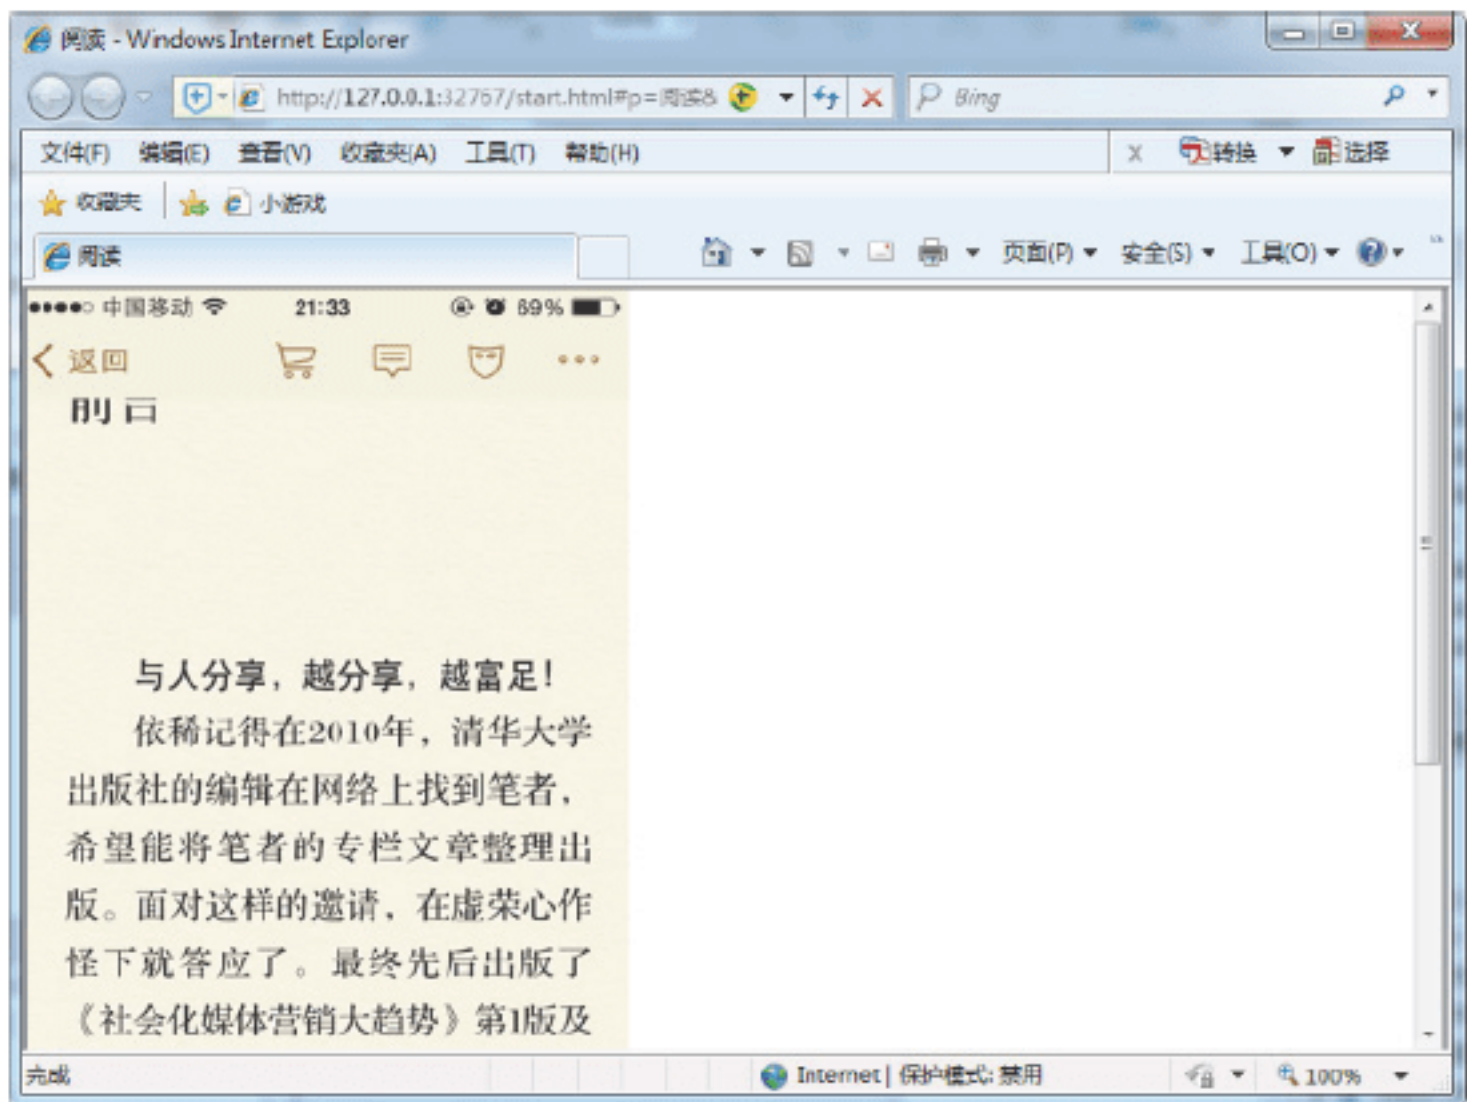 阅读 - Windows Internet Explorer
http://127.0.0.1:32767/start.html#p=阅读& Bing
文件(F) 编辑(E) 查看(V) 收藏夹(A) 工具(T) 帮助(H) x 转换 选择
收藏夹 小游戏
阅读 页面(P) 安全(S) 工具(O)
中国移动 21:33 69%
返回
前言
与人分享，越分享，越富足！
依稀记得在2010年，清华大学
出版社的编辑在网络上找到笔者，
希望能将笔者的专栏文章整理出
版。面对这样的邀请，在虚荣心作
怪下就答应了。最终先后出版了
《社会化媒体营销大趋势》第1版及
完成 Internet | 保护模式: 禁用 100%